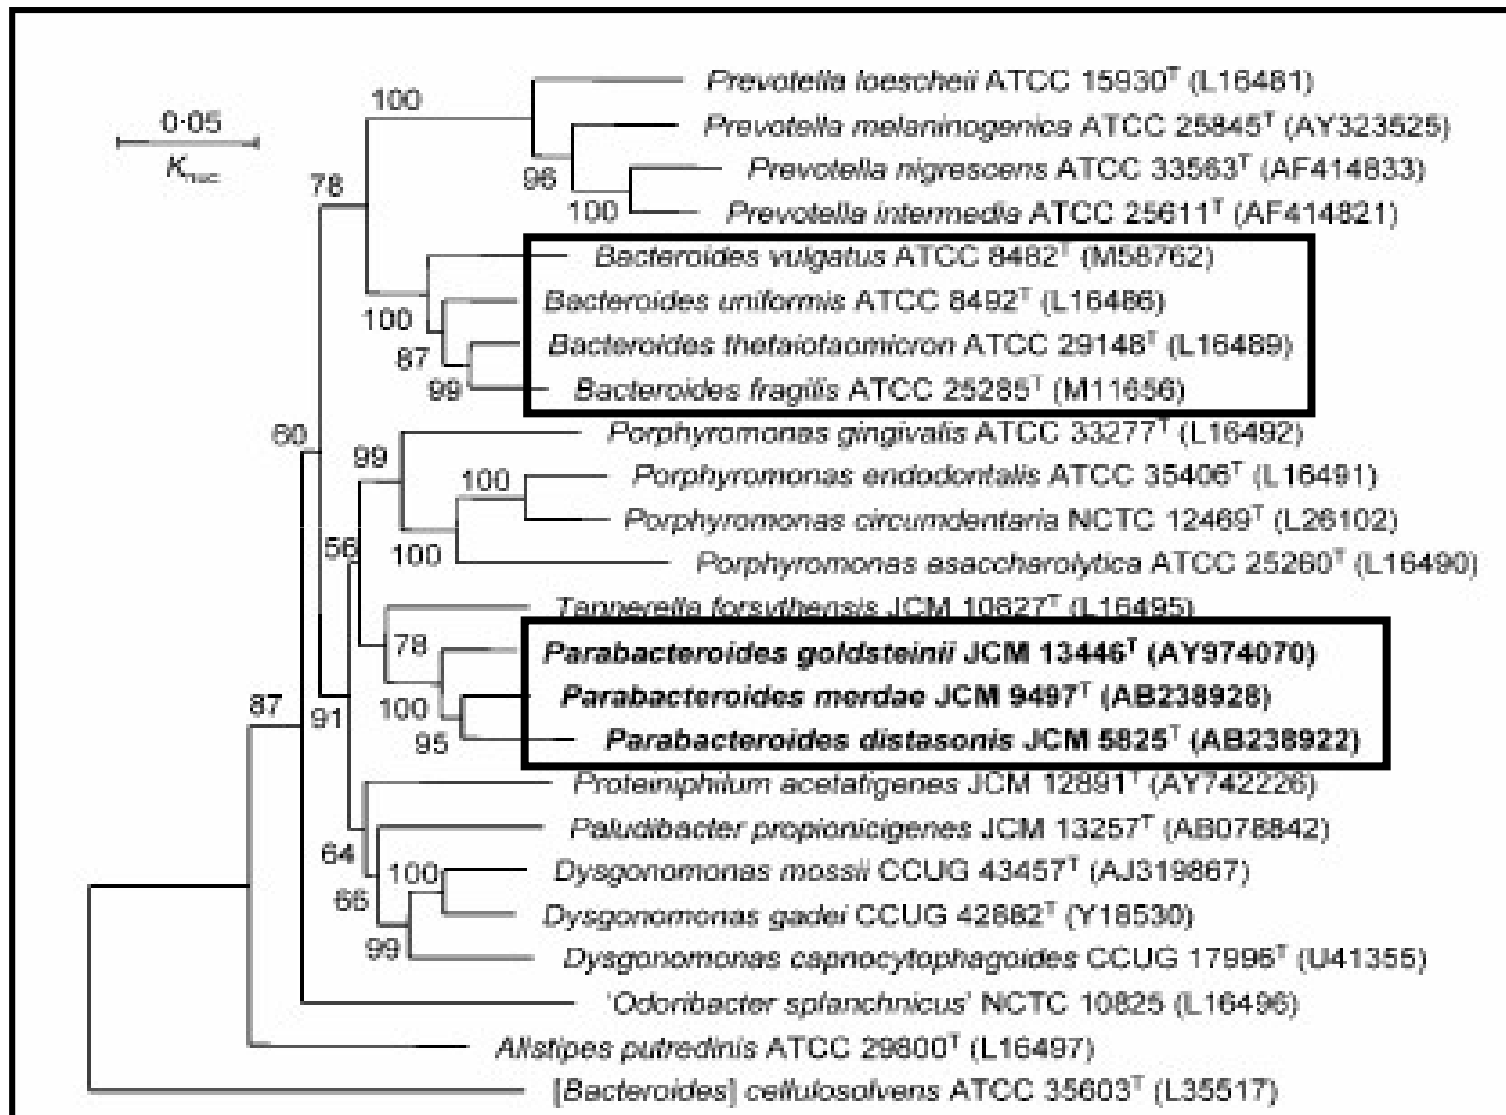 Prevotella loescheii ATCC 15930ᵀ (L16481)
100
0·05
Prevotella melaninogenica ATCC 25845ᵀ (AY323525)
Prevotella nigrescens ATCC 33563ᵀ (AF414833)
96
78
100
Prevotella intermedia ATCC 25611ᵀ (AF414821)
Bacteroides vulgatus ATCC 8482ᵀ (M58762)
Bacteroides uniformis ATCC 8492ᵀ (L16486)
100
Bacteroides thetaiotaomicron ATCC 29148ᵀ (L16489)
87
99
Bacteroides fragilis ATCC 25285ᵀ (M11656)
60
Porphyromonas gingivalis ATCC 33277ᵀ (L16492)
99
100
Porphyromonas endodontalis ATCC 35406ᵀ (L16491)
Porphyromonas circumdentaria NCTC 12469ᵀ (L26102)
56
100
Porphyromonas asaccharolytica ATCC 25260ᵀ (L16490)
Tannerella forsythensis JCM 10827ᵀ (L16495)
78
Parabacteroides goldsteinii JCM 13446ᵀ (AY974070)
Parabacteroides merdae JCM 9497ᵀ (AB238928)
87
91
100
95
Parabacteroides distasonis JCM 5825ᵀ (AB238922)
Proteiniphilum acetatigenes JCM 12891ᵀ (AY742226)
Paludibacter propionicigenes JCM 13257ᵀ (AB078842)
64
100
Dysgonomonas mossii CCUG 43457ᵀ (AJ319867)
66
Dysgonomonas gadei CCUG 42882ᵀ (Y18530)
99
Dysgonomonas capnocytophagoides CCUG 17996ᵀ (U41355)
'Odoribacter splanchnicus' NCTC 10825 (L16496)
Alistipes putredinis ATCC 29800ᵀ (L16497)
[Bacteroides] cellulosolvens ATCC 35603ᵀ (L35517)